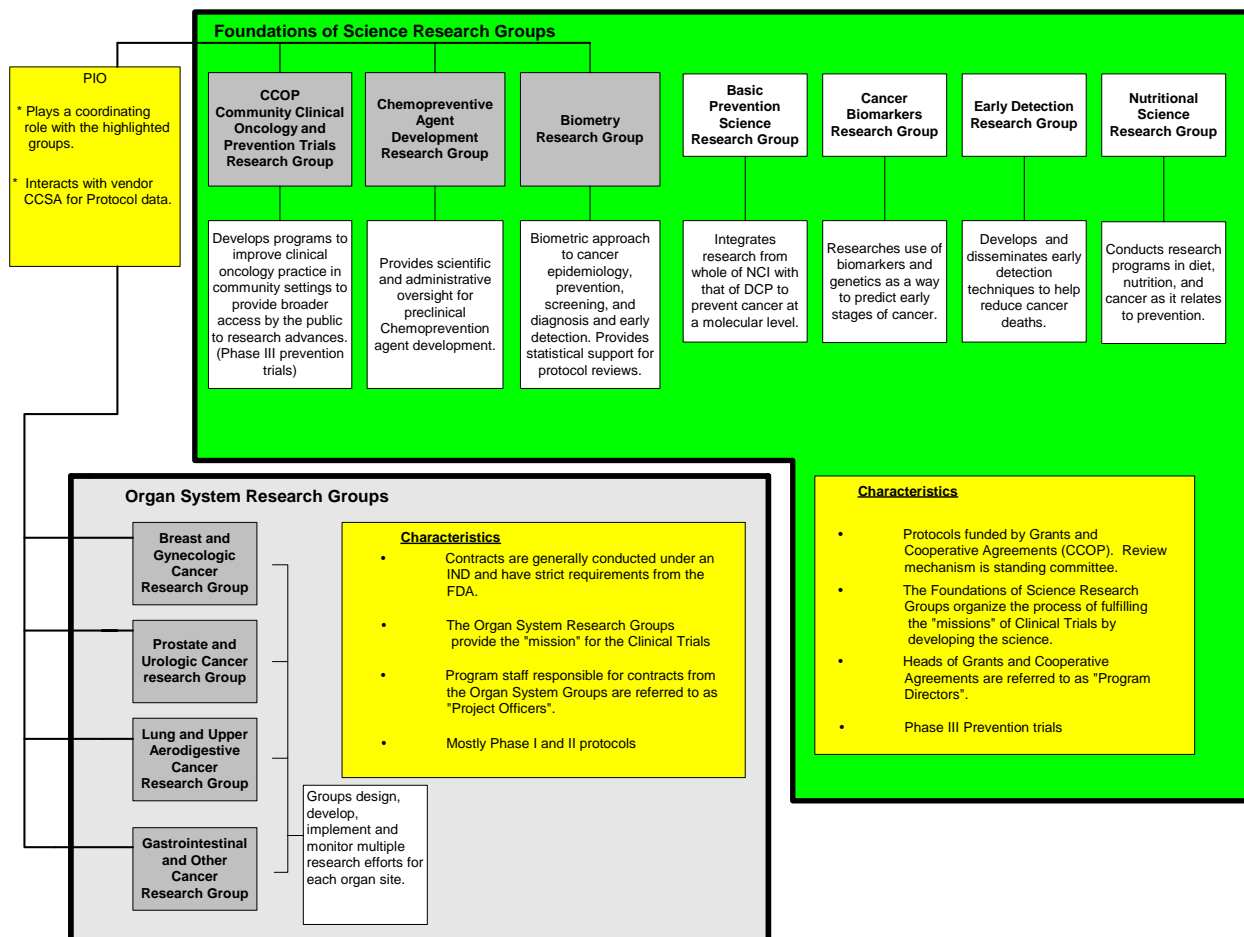 Foundations of Science Research Groups
PIO
* Plays a coordinating
role with the highlighted
groups.
* Interacts with vendor
CCSA for Protocol data.
CCOP
Community Clinical
Oncology and
Prevention Trials
Research Group
Chemopreventive
Agent
Development
Research Group
Biometry
Research Group
Basic
Prevention
Science
Research Group
Cancer
Biomarkers
Research Group
Early Detection
Research Group
Nutritional
Science
Research Group
Develops programs to
improve clinical
oncology practice in
community settings to
provide broader
access by the public
to research advances.
(Phase III prevention
trials)
Provides scientific
and administrative
oversight for
preclinical
Chemoprevention
agent development.
Biometric approach
to cancer
epidemiology,
prevention,
screening, and
diagnosis and early
detection. Provides
statistical support for
protocol reviews.
Integrates
research from
whole of NCI with
that of DCP to
prevent cancer at
a molecular level.
Researches use of
biomarkers and
genetics as a way
to predict early
stages of cancer.
Develops and
disseminates early
detection
techniques to help
reduce cancer
deaths.
Conducts research
programs in diet,
nutrition, and
cancer as it relates
to prevention.
Organ System Research Groups
Breast and
Gynecologic
Cancer
Research Group
Prostate and
Urologic Cancer
research Group
Lung and Upper
Aerodigestive
Cancer
Research Group
Gastrointestinal
and Other
Cancer
Research Group
Groups design,
develop,
implement and
monitor multiple
research efforts for
each organ site.
Characteristics
• Contracts are generally conducted under an
IND and have strict requirements from the
FDA.
• The Organ System Research Groups
provide the "mission" for the Clinical Trials
• Program staff responsible for contracts from
the Organ System Groups are referred to as
"Project Officers".
• Mostly Phase I and II protocols
Characteristics
• Protocols funded by Grants and
Cooperative Agreements (CCOP). Review
mechanism is standing committee.
• The Foundations of Science Research
Groups organize the process of fulfilling
the "missions" of Clinical Trials by
developing the science.
• Heads of Grants and Cooperative
Agreements are referred to as "Program
Directors".
• Phase III Prevention trials